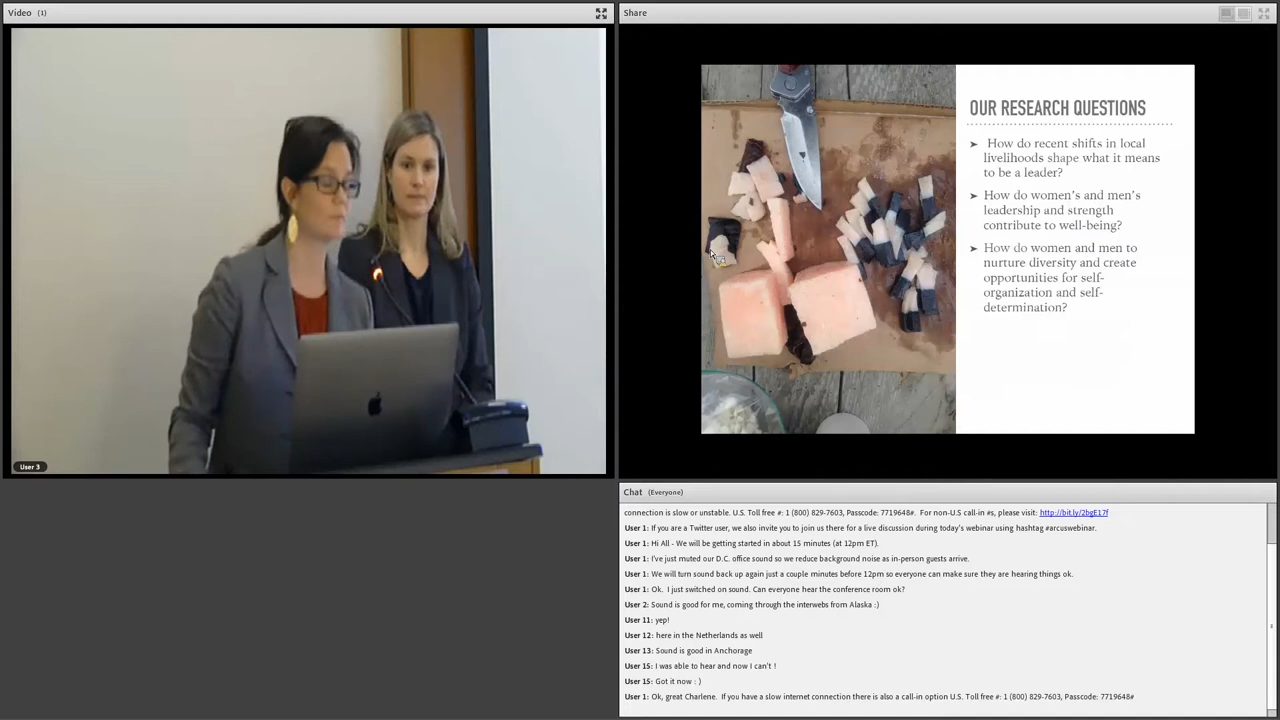 Video (1)
User 3
Share
OUR RESEARCH QUESTIONS
➤ How do recent shifts in local
livelihoods shape what it means
to be a leader?
➤ How do women's and men's
leadership and strength
contribute to well-being?
➤ How do women and men to
nurture diversity and create
opportunities for self-
organization and self-
determination?
Chat (Everyone)
connection is slow or unstable. U.S. Toll free #: 1 (800) 829-7603, Passcode: 7719648#. For non-U.S call-in #s, please visit: http://bit.ly/2bgE17f
User 1: If you are a Twitter user, we also invite you to join us there for a live discussion during today's webinar using hashtag #arcuswebinar.
User 1: Hi All - We will be getting started in about 15 minutes (at 12pm ET).
User 1: I've just muted our D.C. office sound so we reduce background noise as in-person guests arrive.
User 1: We will turn sound back up again just a couple minutes before 12pm so everyone can make sure they are hearing things ok.
User 1: Ok. I just switched on sound. Can everyone hear the conference room ok?
User 2: Sound is good for me, coming through the interwebs from Alaska :)
User 11: yep!
User 12: here in the Netherlands as well
User 13: Sound is good in Anchorage
User 15: I was able to hear and now I can't !
User 15: Got it now : )
User 1: Ok, great Charlene. If you have a slow internet connection there is also a call-in option U.S. Toll free #: 1 (800) 829-7603, Passcode: 7719648#